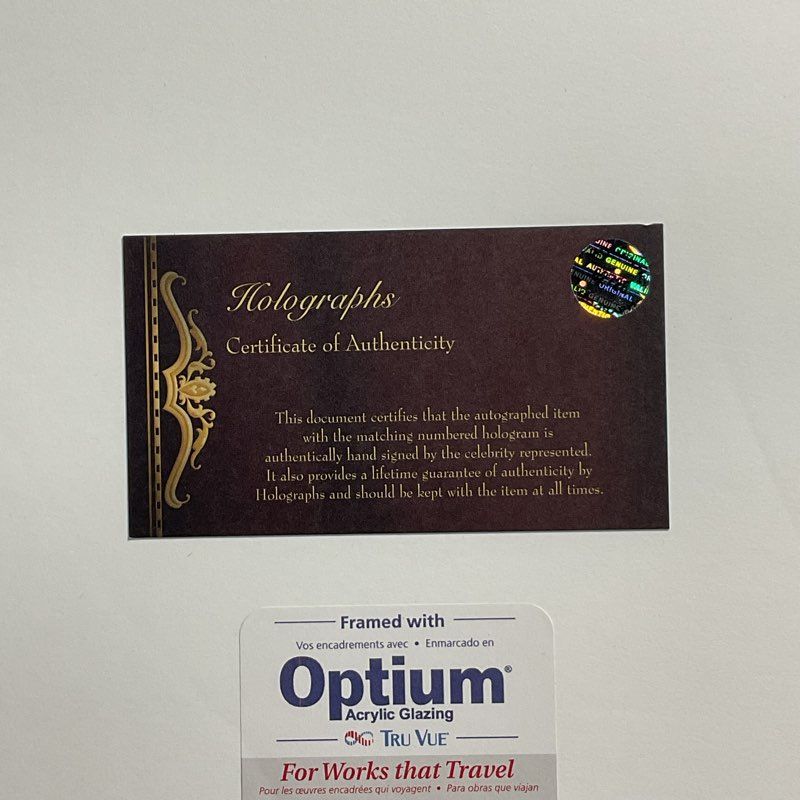 Holographs
Certificate of Authenticity
GENUINE
ORIGINAL
This document certifies that the autographed item
with the matching numbered hologram is
authentically hand signed by the celebrity represented.
It also provides a lifetime guarantee of authenticity by
Holographs and should be kept with the item at all times.
Framed with
Vos encadrements avec • Enmarcado en
Optium®
Acrylic Glazing
TRU VUE®
For Works that Travel
Pour les œuvres encadrées qui voyagent • Para obras que viajan